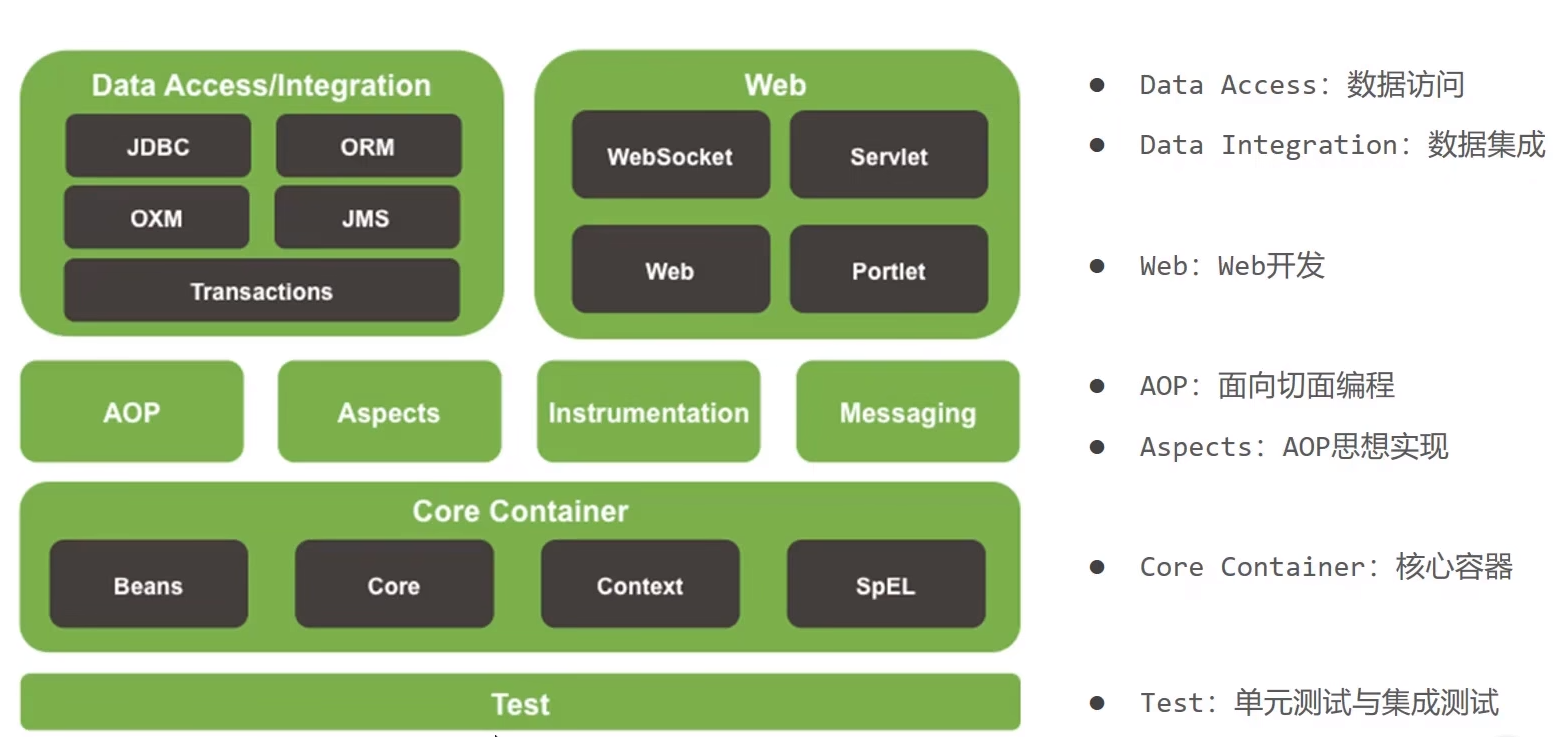 Data Access/Integration
JDBC
ORM
OXM
JMS
Transactions
Web
WebSocket
Servlet
Web
Portlet
AOP
Aspects
Instrumentation
Messaging
Core Container
Beans
Core
Context
SpEL
Test
● Data Access：数据访问
● Data Integration：数据集成
● Web：Web开发
● AOP：面向切面编程
● Aspects：AOP思想实现
● Core Container：核心容器
● Test：单元测试与集成测试